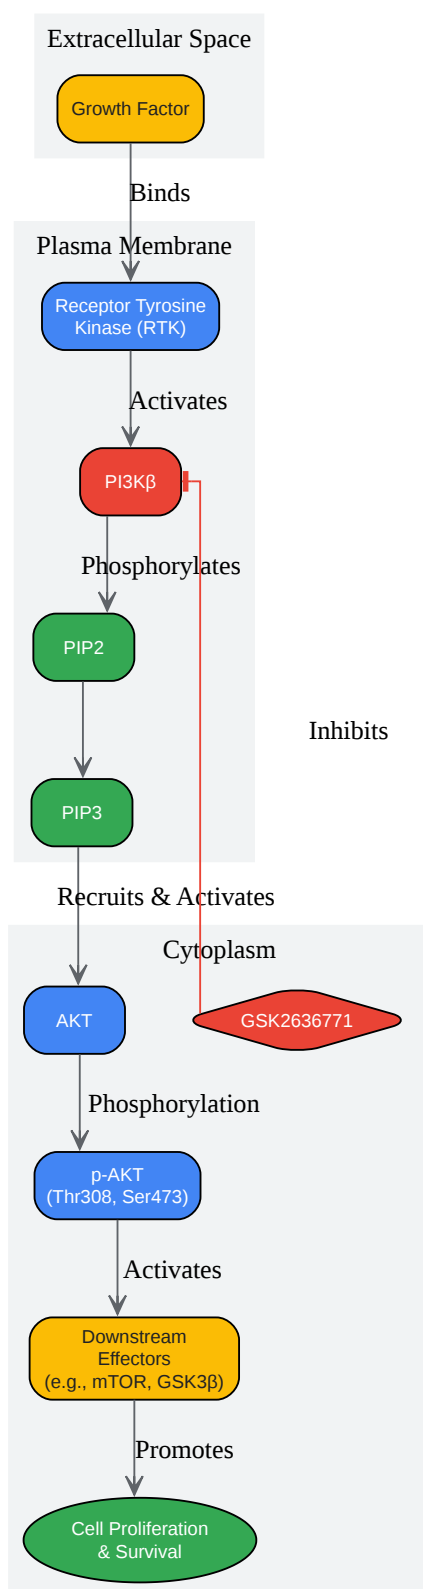 Extracellular Space
Growth Factor
Binds
Plasma Membrane
Receptor Tyrosine
Kinase (RTK)
Activates
PI3Kβ
Phosphorylates
PIP2
Inhibits
PIP3
Recruits & Activates
Cytoplasm
AKT
GSK2636771
Phosphorylation
p-AKT
(Thr308, Ser473)
Activates
Downstream
Effectors
(e.g., mTOR, GSK3β)
Promotes
Cell Proliferation
& Survival